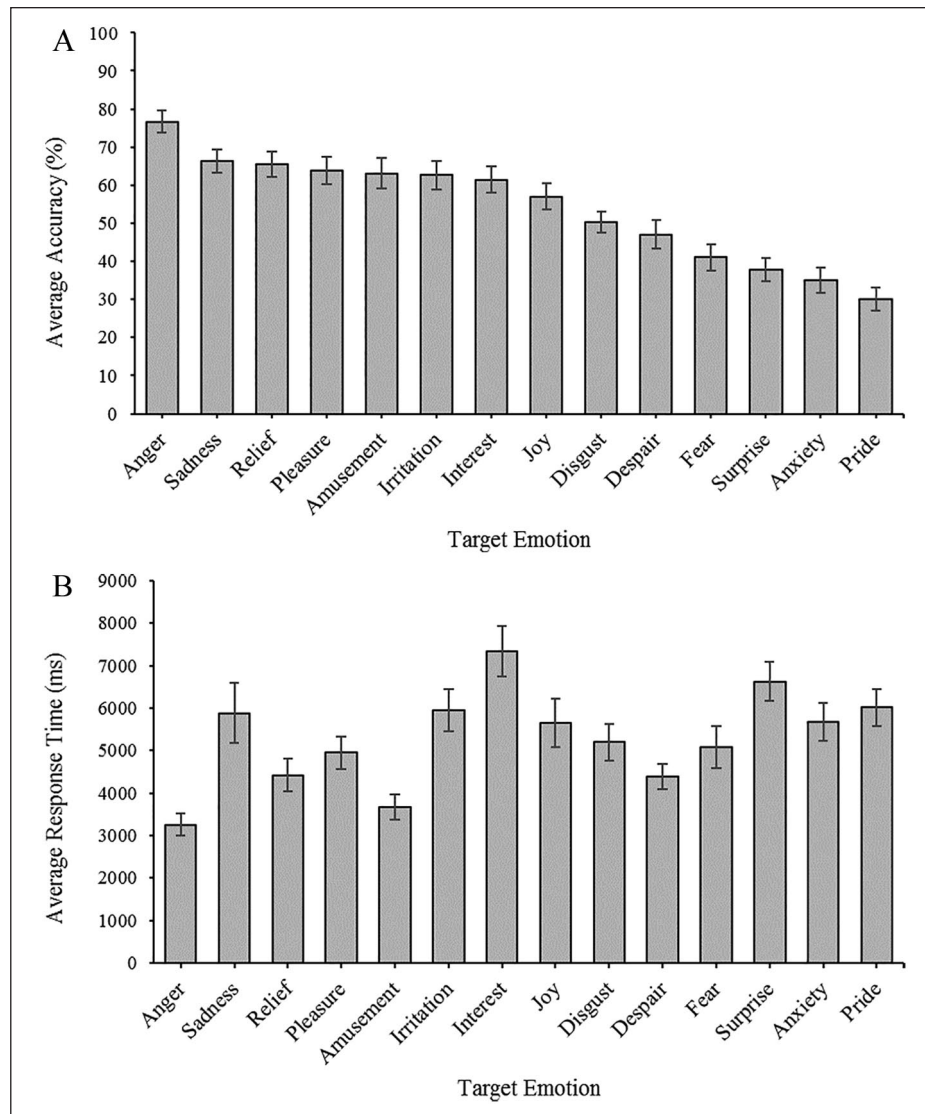 A
100
90
80
70
60
50
40
30
20
10
0
Average Accuracy (%)
Anger
Sadness
Relief
Pleasure
Amusement
Irritation
Interest
Joy
Disgust
Despair
Fear
Surprise
Anxiety
Pride
Target Emotion
B
9000
8000
7000
6000
5000
4000
3000
2000
1000
0
Average Response Time (ms)
Anger
Sadness
Relief
Pleasure
Amusement
Irritation
Interest
Joy
Disgust
Despair
Fear
Surprise
Anxiety
Pride
Target Emotion